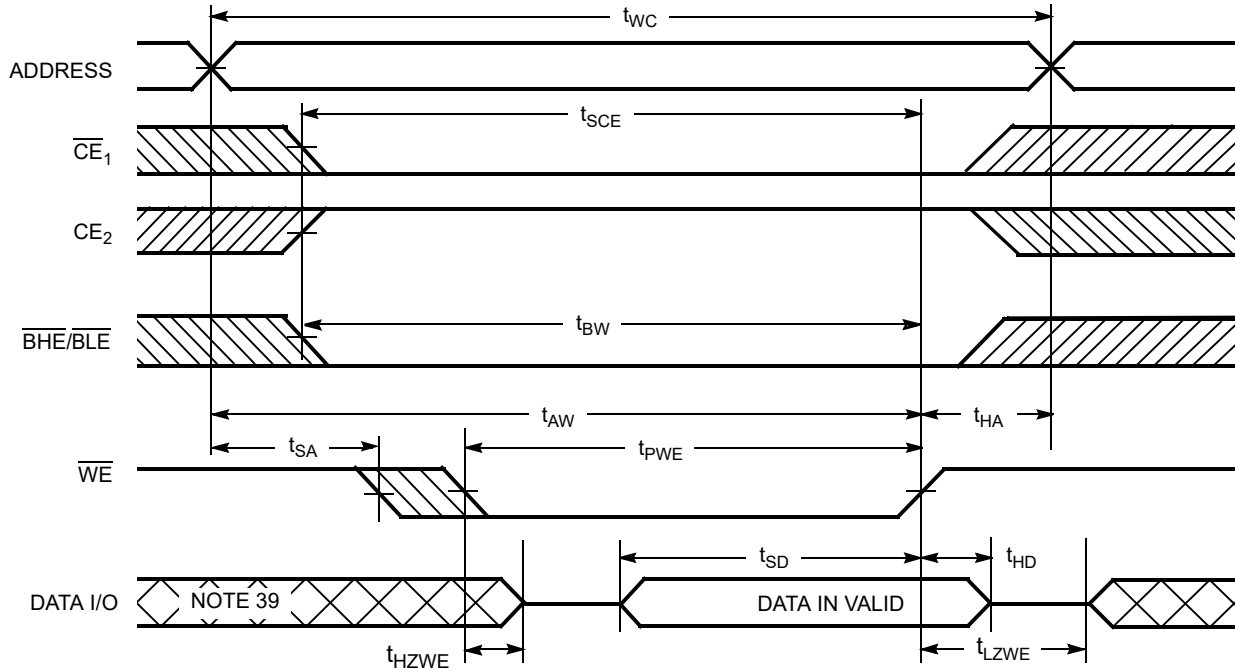 tWC
ADDRESS
tSCE
CE1
CE2
BHE/BLE
tBW
tAW
tHA
tSA
tPWE
WE
tSD
tHD
DATA I/O
NOTE 39
DATA IN VALID
tHZWE
tLZWE